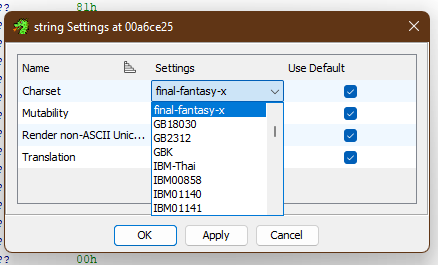 ?? 81h
string Settings at 00a6ce25
Name Settings Use Default
Charset final-fantasy-x
Mutability final-fantasy-x
GB18030
Render non-ASCII Unic... GB2312
GBK
Translation IBM-Thai
IBM00858
IBM01140
IBM01141
OK Apply Cancel
?? 00h